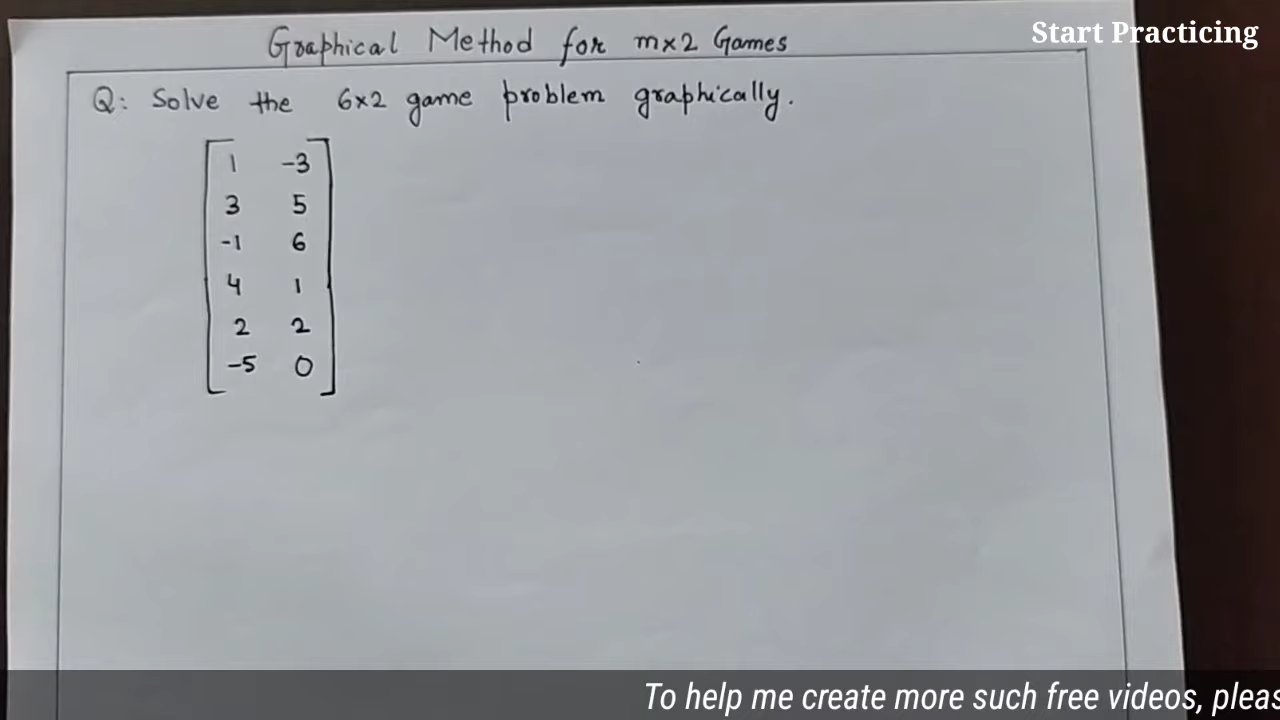 Start Practicing
Graphical Method for m×2 Games
Q: Solve the 6×2 game problem graphically.
1 -3
3 5
-1 6
4 1
2 2
-5 0
To help me create more such free videos, pleas